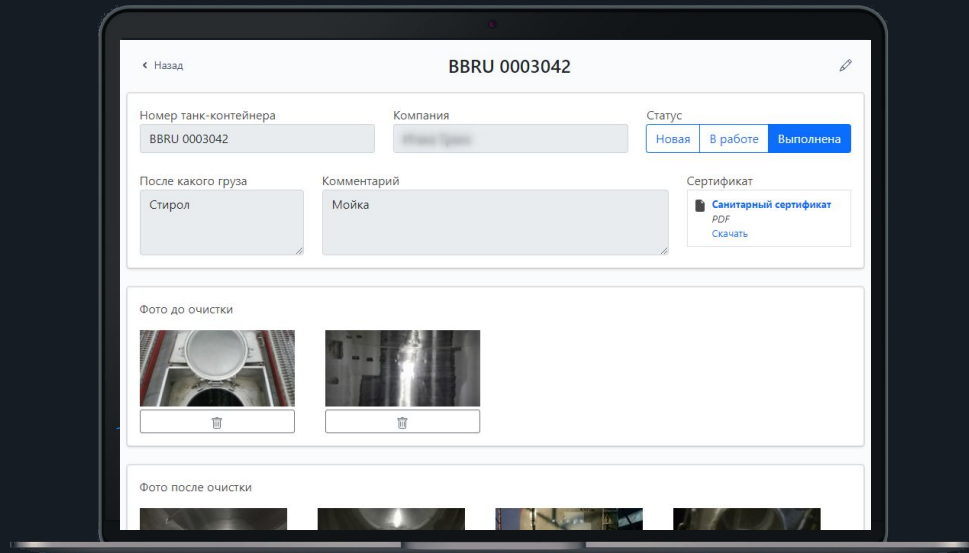 Назад
BBRU 0003042
Номер танк-контейнера
Компания
Статус
BBRU 0003042
Новая
В работе
Выполнена
После какого груза
Комментарий
Сертификат
Стирол
Мойка
Санитарный сертификат
PDF
Скачать
Фото до очистки
Фото после очистки